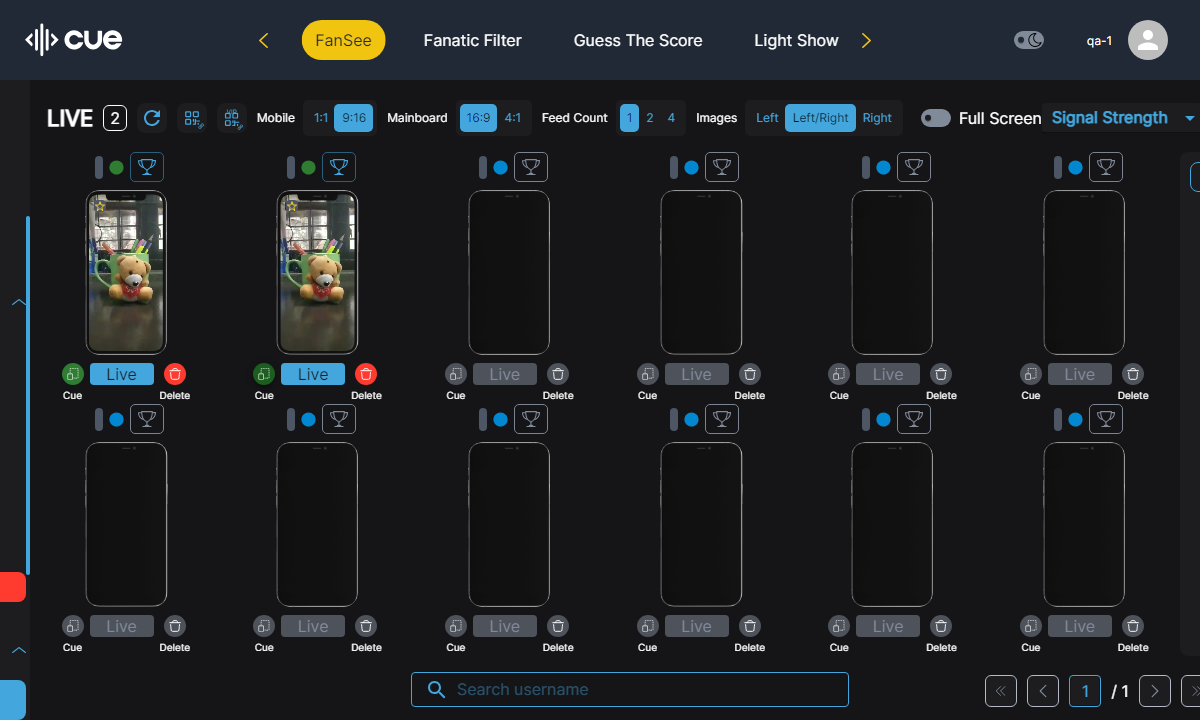 cue
FanSee
Fanatic Filter
Guess The Score
Light Show
qa-1
LIVE 2
Mobile 1:1 9:16
Mainboard 16:9 4:1
Feed Count 1 2 4
Images Left Left/Right Right
Full Screen
Signal Strength
Live Live Live Live Live Live
Cue Delete Cue Delete Cue Delete Cue Delete Cue Delete Cue Delete
Live Live Live Live Live Live
Cue Delete Cue Delete Cue Delete Cue Delete Cue Delete Cue Delete
Search username
1 / 1